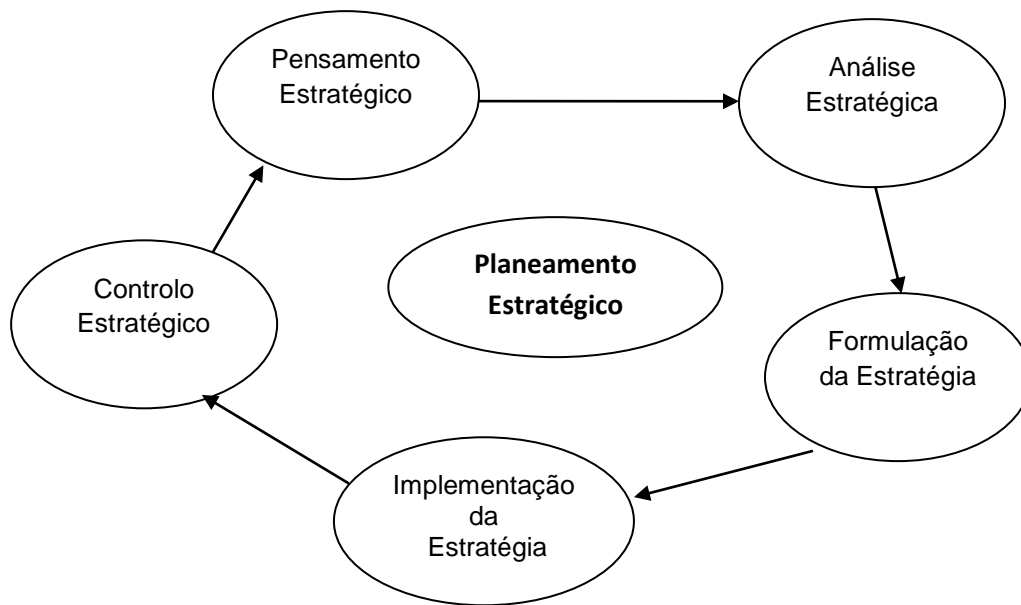 Pensamento
Estratégico
Análise
Estratégica
Planeamento
Estratégico
Controlo
Estratégico
Formulação
da Estratégia
Implementação
da
Estratégia